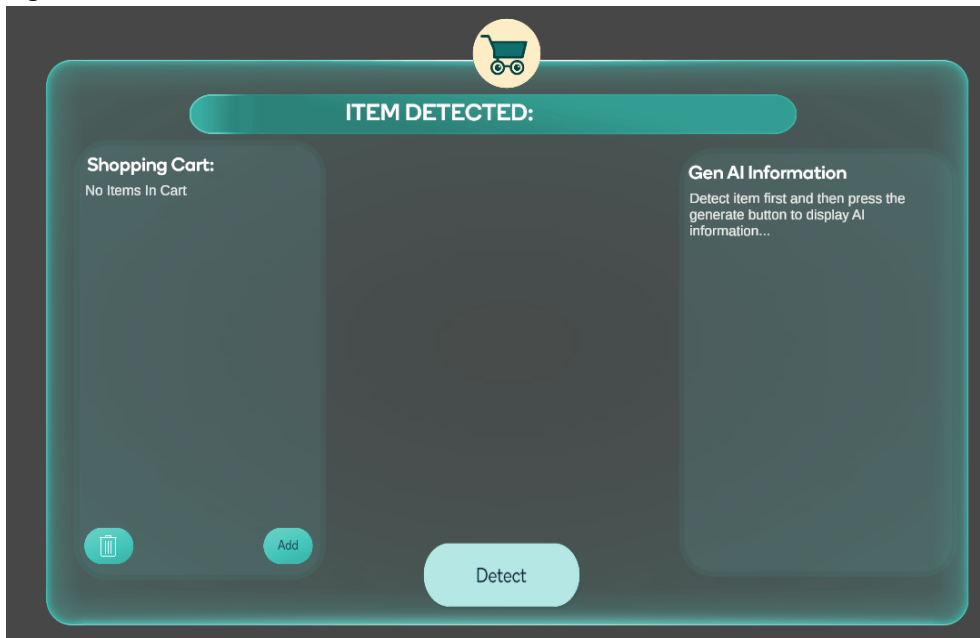 ITEM DETECTED:
Shopping Cart:
No Items In Cart
Add
Detect
Gen AI Information
Detect item first and then press the
generate button to display AI
information...